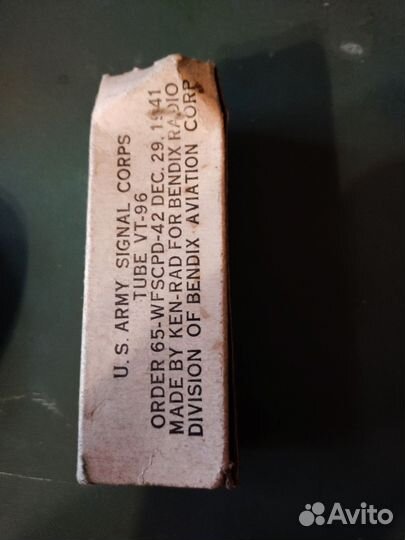 U. S. ARMY SIGNAL CORPS
TUBE VT-96
ORDER 65-WFSCPD-42 DEC. 29, 1941
MADE BY KEN-RAD FOR BENDIX RADIO
DIVISION OF BENDIX AVIATION CORP.
Avito